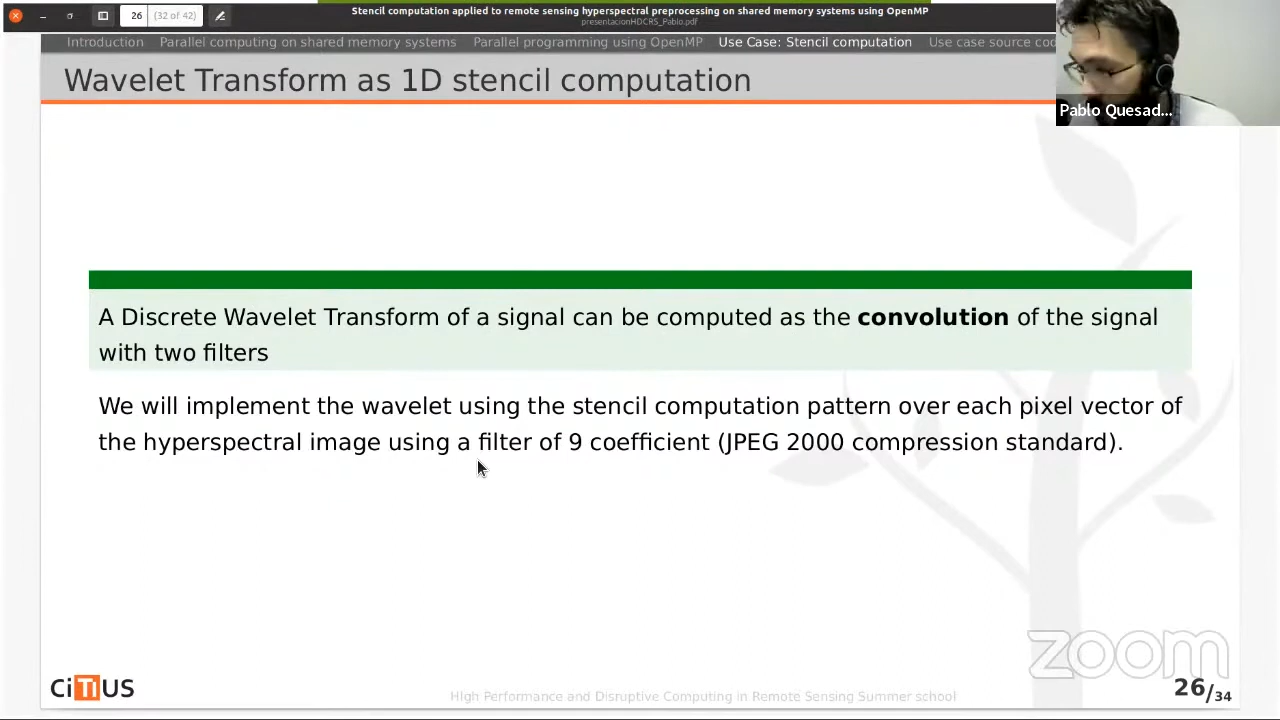 26 (32 of 42)
Stencil computation applied to remote sensing hyperspectral preprocessing on shared memory systems using OpenMP
presentacionHDCRS_Pablo.pdf
Introduction Parallel computing on shared memory systems Parallel programming using OpenMP Use Case: Stencil computation Use case source cod
Wavelet Transform as 1D stencil computation
Pablo Quesad...
A Discrete Wavelet Transform of a signal can be computed as the convolution of the signal
with two filters
We will implement the wavelet using the stencil computation pattern over each pixel vector of
the hyperspectral image using a filter of 9 coefficient (JPEG 2000 compression standard).
zoom
CiTIUS
High Performance and Disruptive Computing in Remote Sensing Summer school
26/34